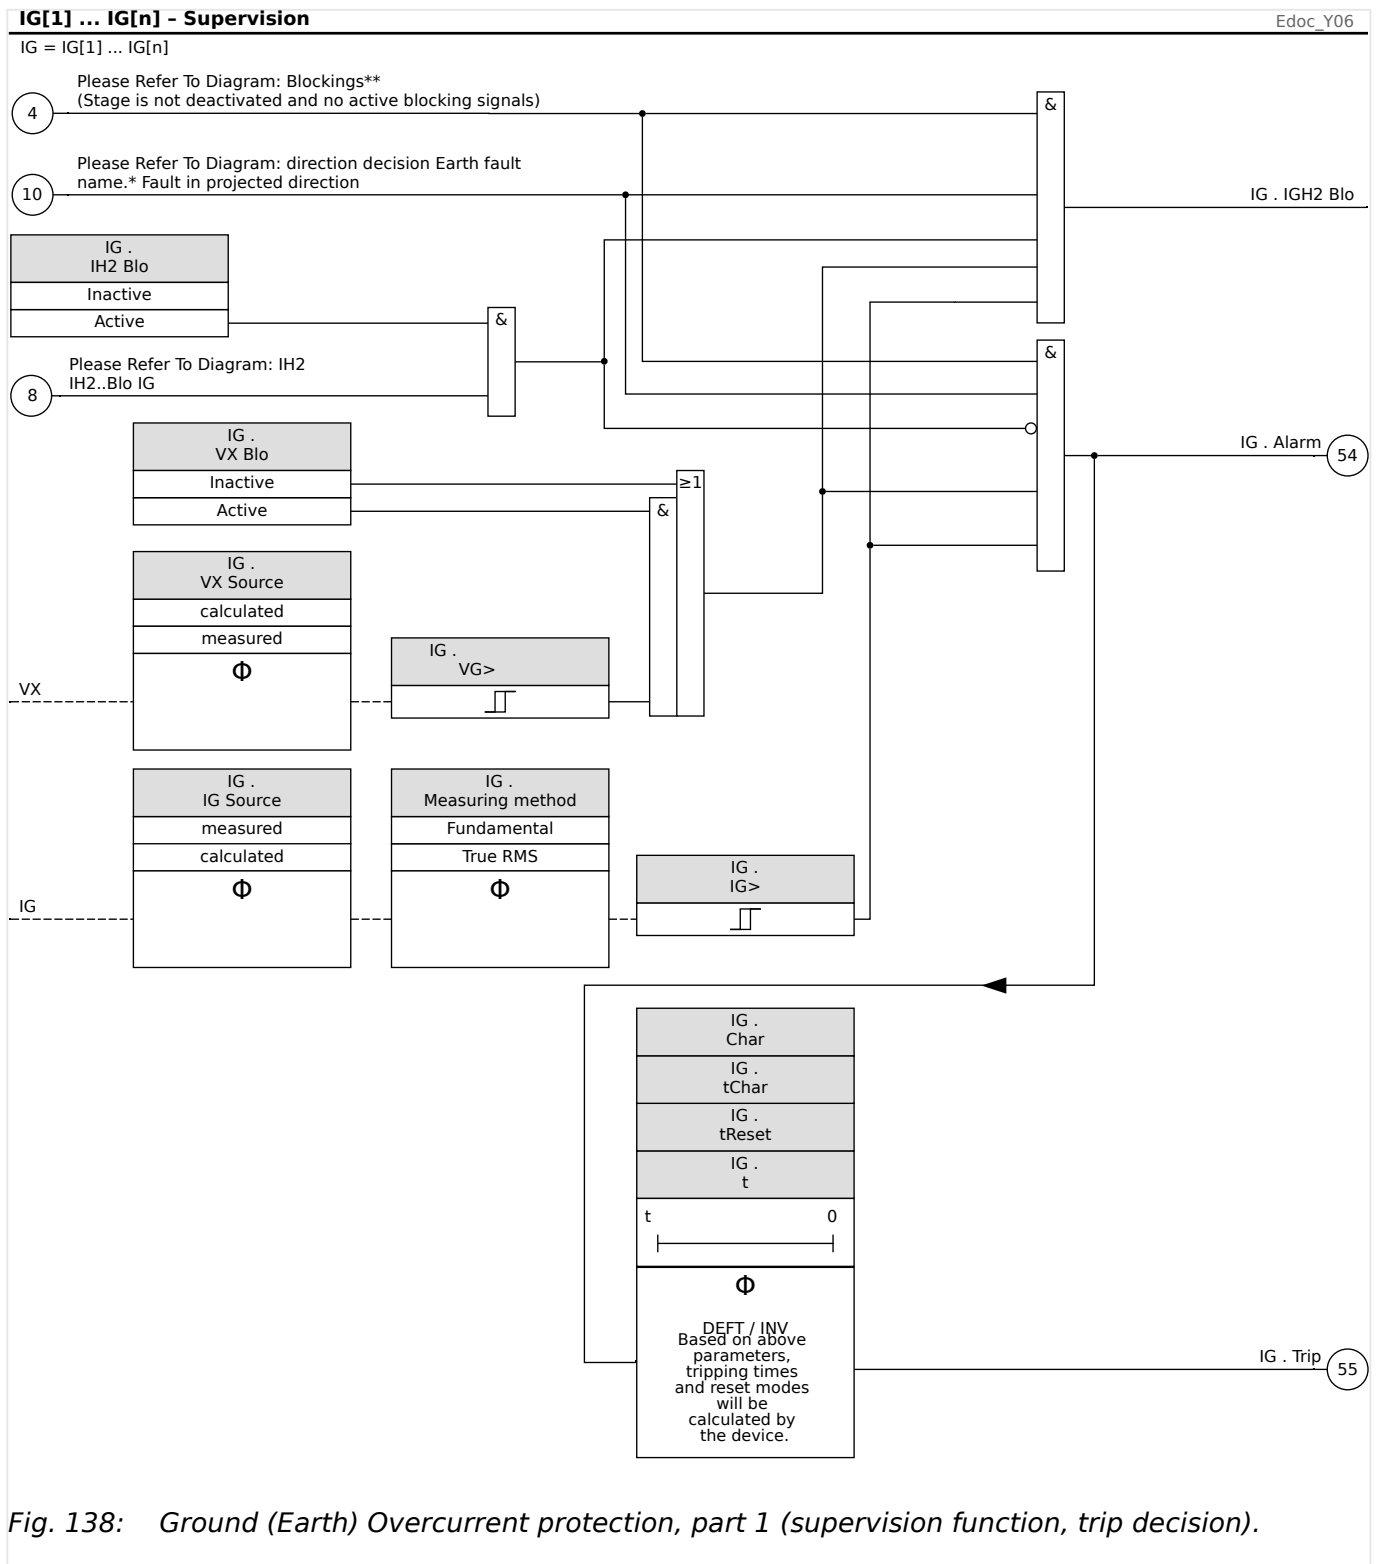 IG[1] ... IG[n] – Supervision
Edoc_Y06
IG = IG[1] ... IG[n]
Please Refer To Diagram: Blockings**
(Stage is not deactivated and no active blocking signals)
4
&
Please Refer To Diagram: direction decision Earth fault
name.* Fault in projected direction
10
IG . IGH2 Blo
IG .
IH2 Blo
Inactive
Active
&
&
Please Refer To Diagram: IH2
IH2..Blo IG
8
IG .
VX Blo
Inactive
Active
≥1
&
IG . Alarm
54
IG .
VX Source
calculated
measured
Φ
VX
IG .
VG>
IG .
IG Source
measured
calculated
Φ
IG
IG .
Measuring method
Fundamental
True RMS
Φ
IG .
IG>
IG .
Char
IG .
tChar
IG .
tReset
IG .
t
t 0
Φ
DEFT / INV
Based on above
parameters,
tripping times
and reset modes
will be
calculated by
the device.
IG . Trip
55
Fig. 138: Ground (Earth) Overcurrent protection, part 1 (supervision function, trip decision).